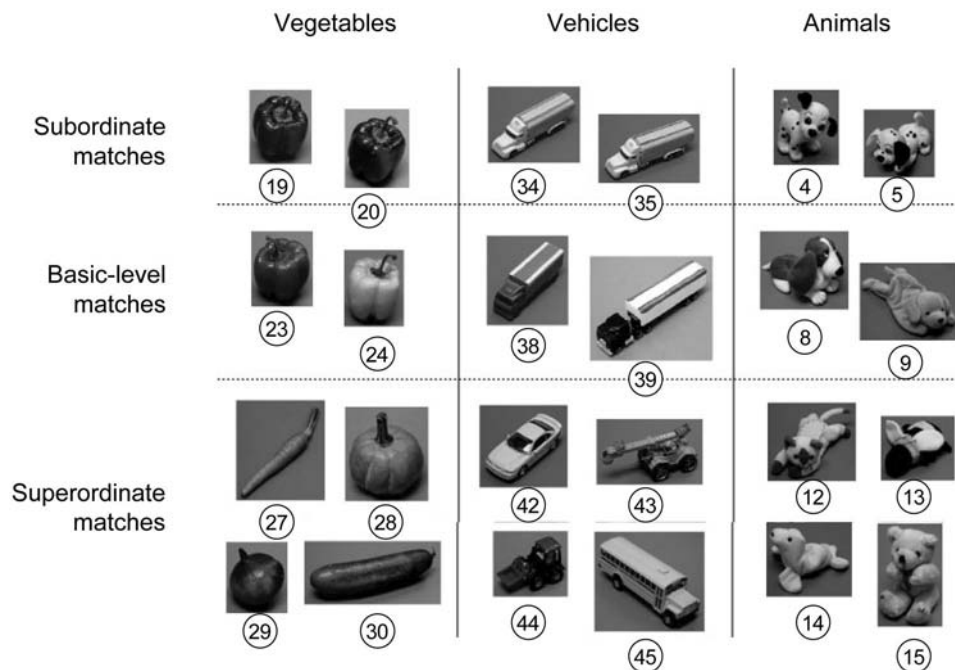 Vegetables Vehicles Animals
Subordinate
matches
19 20 34 35 4 5
Basic-level
matches
23 24 38 39 8 9
Superordinate
matches
27 28 42 43 12 13
29 30 44 45 14 15